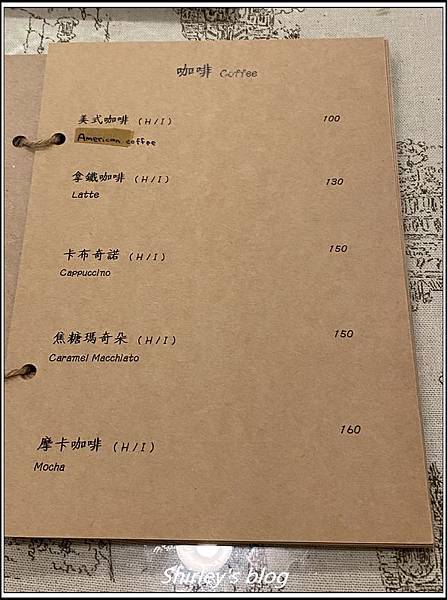 咖啡 Coffee
美式咖啡 (H/I) 100
American coffee
拿鐵咖啡 (H/I) 130
Latte
卡布奇諾 (H/I) 150
Cappuccino
焦糖瑪奇朵 (H/I) 150
Caramel Macchiato
摩卡咖啡 (H/I) 160
Mocha
Shirley's blog